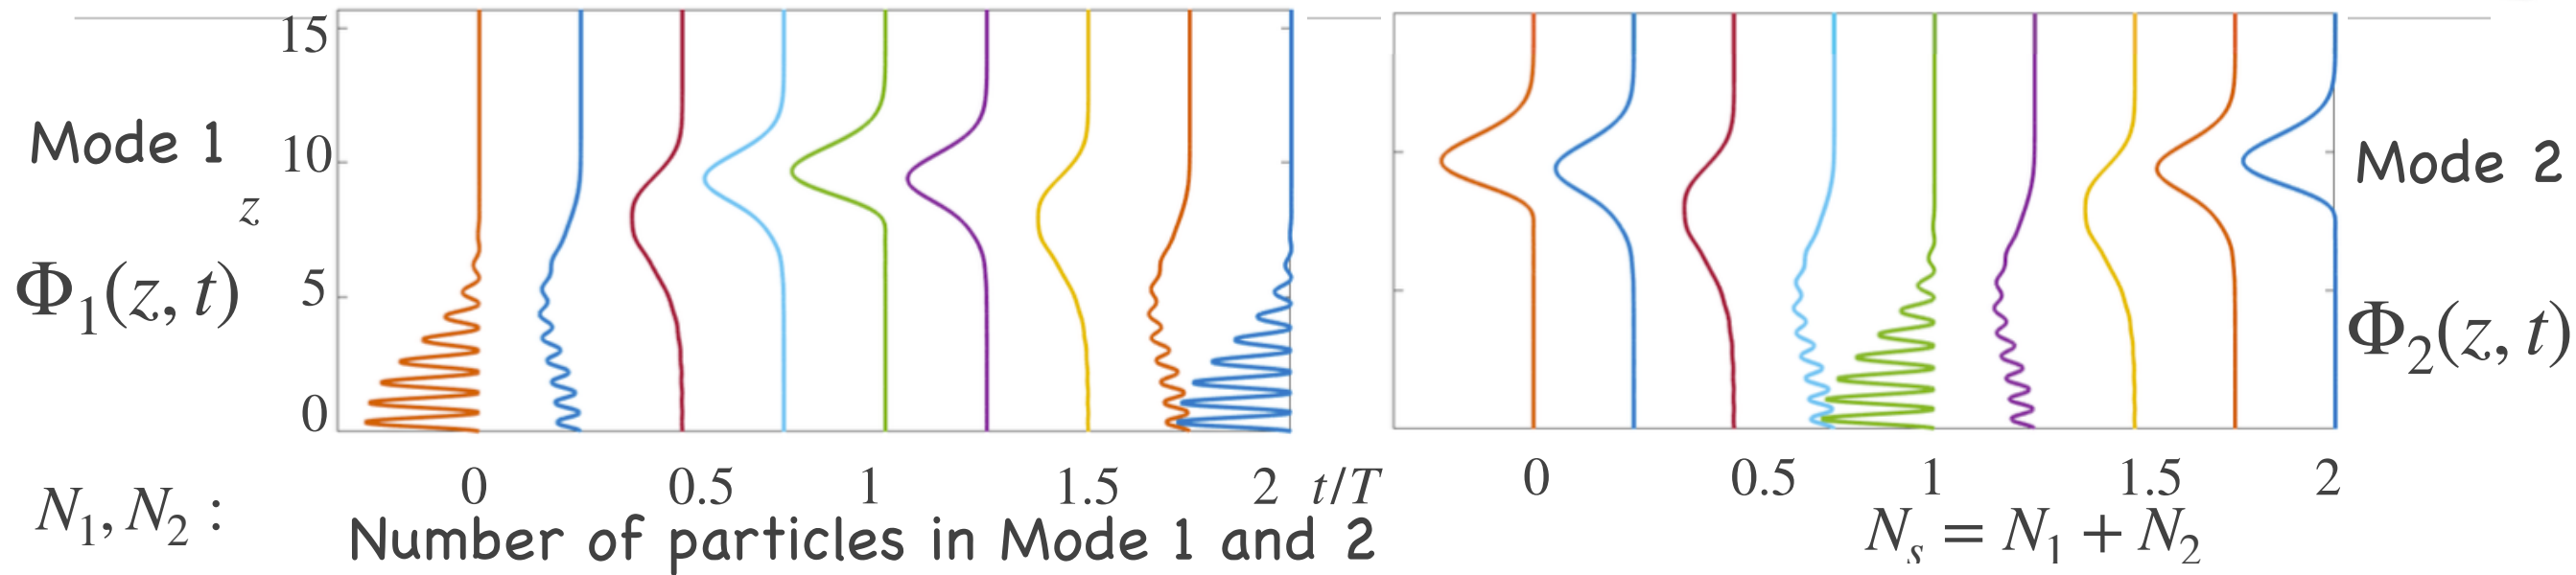 15
10
5
0
Mode 1
z
Φ₁(z, t)
0 0.5 1 1.5 2 t/T
N₁, N₂ :
Number of particles in Mode 1 and 2
Mode 2
Φ₂(z, t)
0 0.5 1 1.5 2
Nₛ = N₁ + N₂